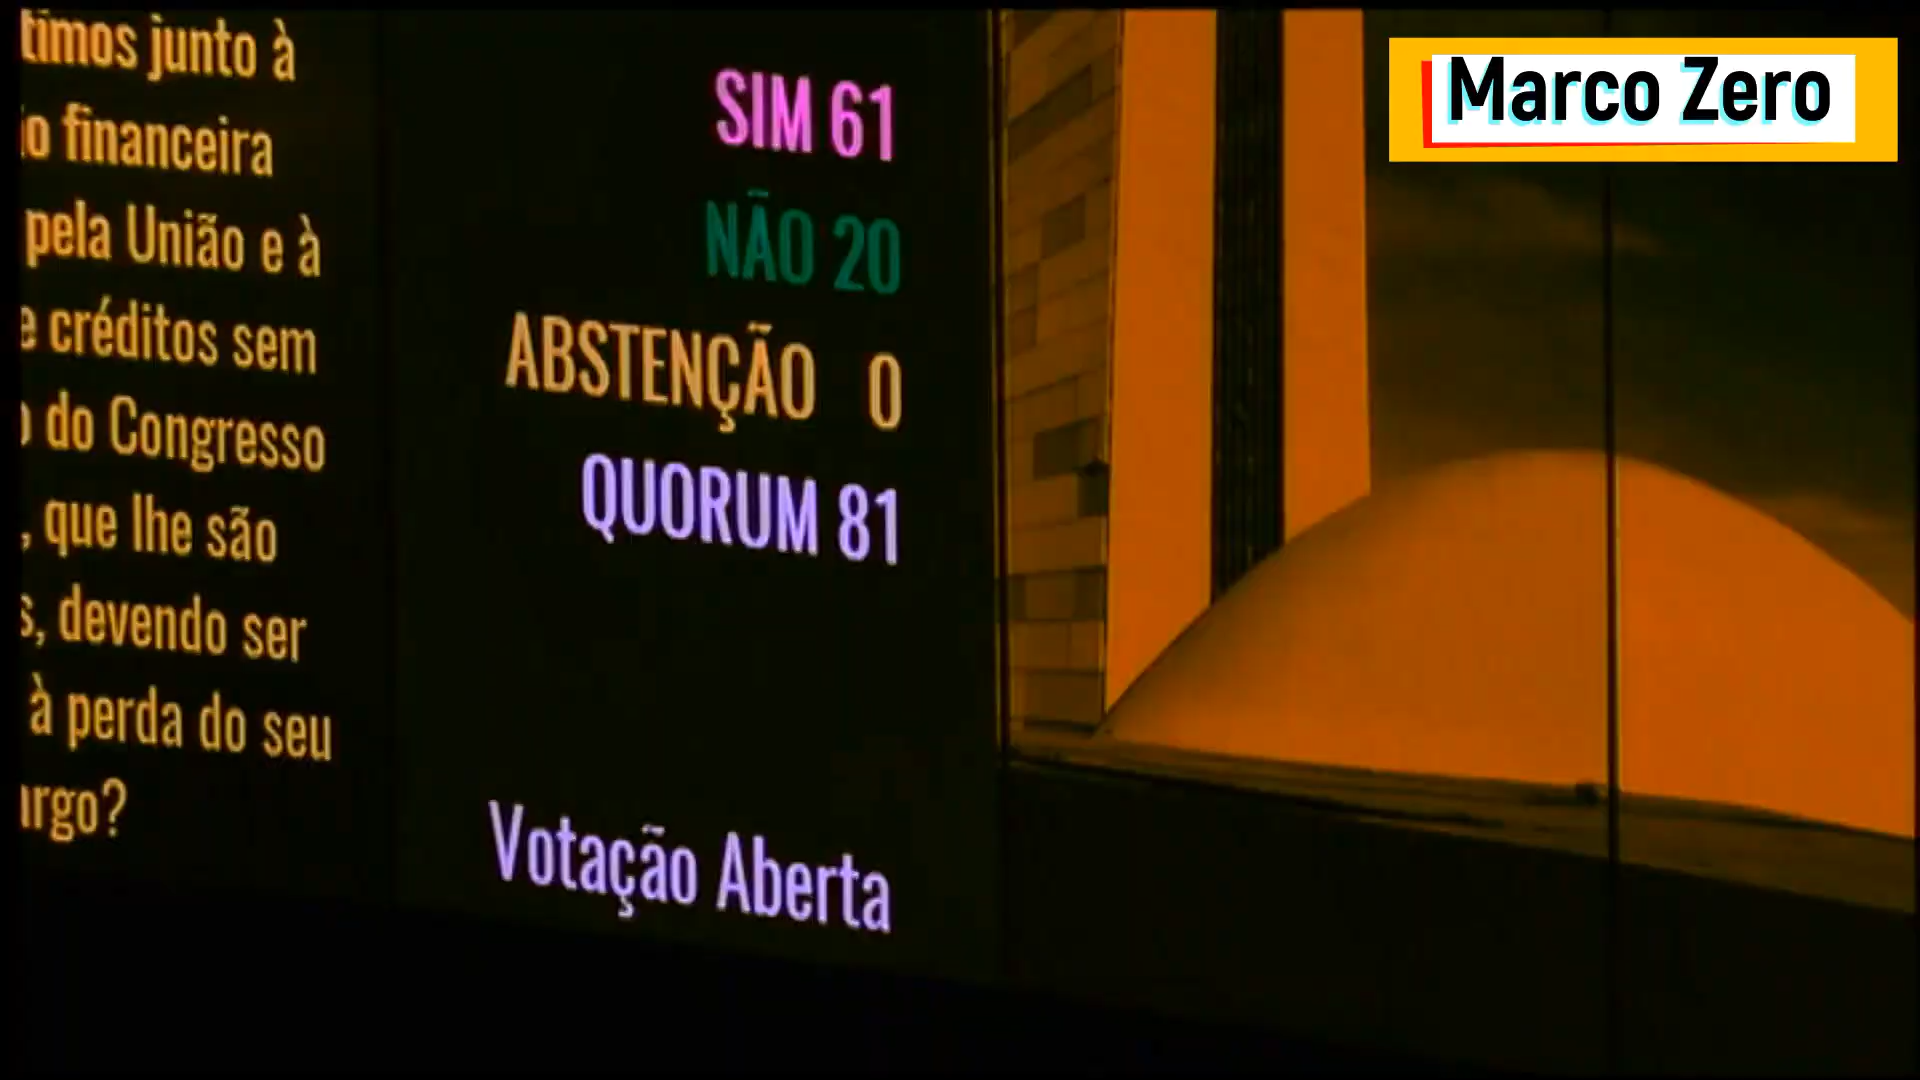 timos junto à
financeira
pela União e à
créditos sem
do Congresso
, que lhe são
s, devendo ser
à perda do seu
argo?
SIM 61
NÃO 20
ABSTENÇÃO 0
QUORUM 81
Votação Aberta
Marco Zero